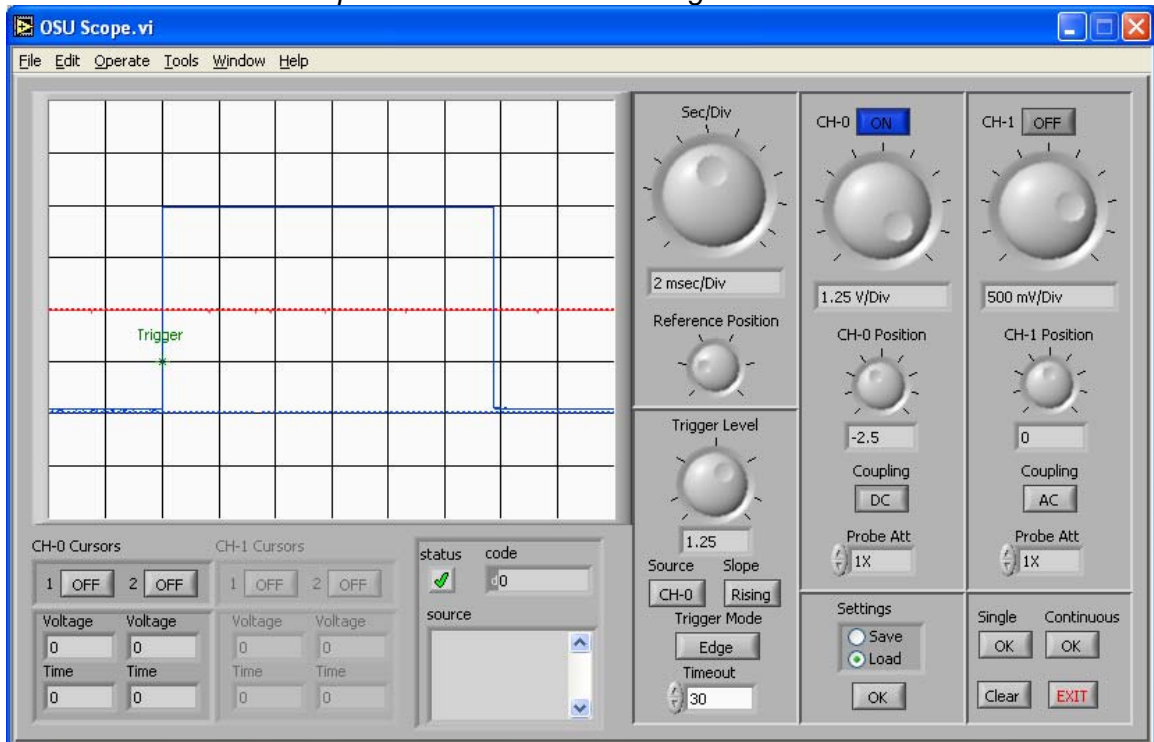 OSU Scope.vi
File Edit Operate Tools Window Help
Trigger
CH-0 Cursors
1 OFF 2 OFF
Voltage Voltage
0 0
Time Time
0 0
CH-1 Cursors
1 OFF 2 OFF
Voltage Voltage
0 0
Time Time
0 0
status code
d0
source
Sec/Div
2 msec/Div
Reference Position
Trigger Level
1.25
Source Slope
CH-0 Rising
Trigger Mode
Edge
Timeout
30
CH-0 ON
1.25 V/Div
CH-0 Position
-2.5
Coupling
DC
Probe Att
1X
Settings
Save
Load
OK
CH-1 OFF
500 mV/Div
CH-1 Position
0
Coupling
AC
Probe Att
1X
Single Continuous
OK OK
Clear EXIT